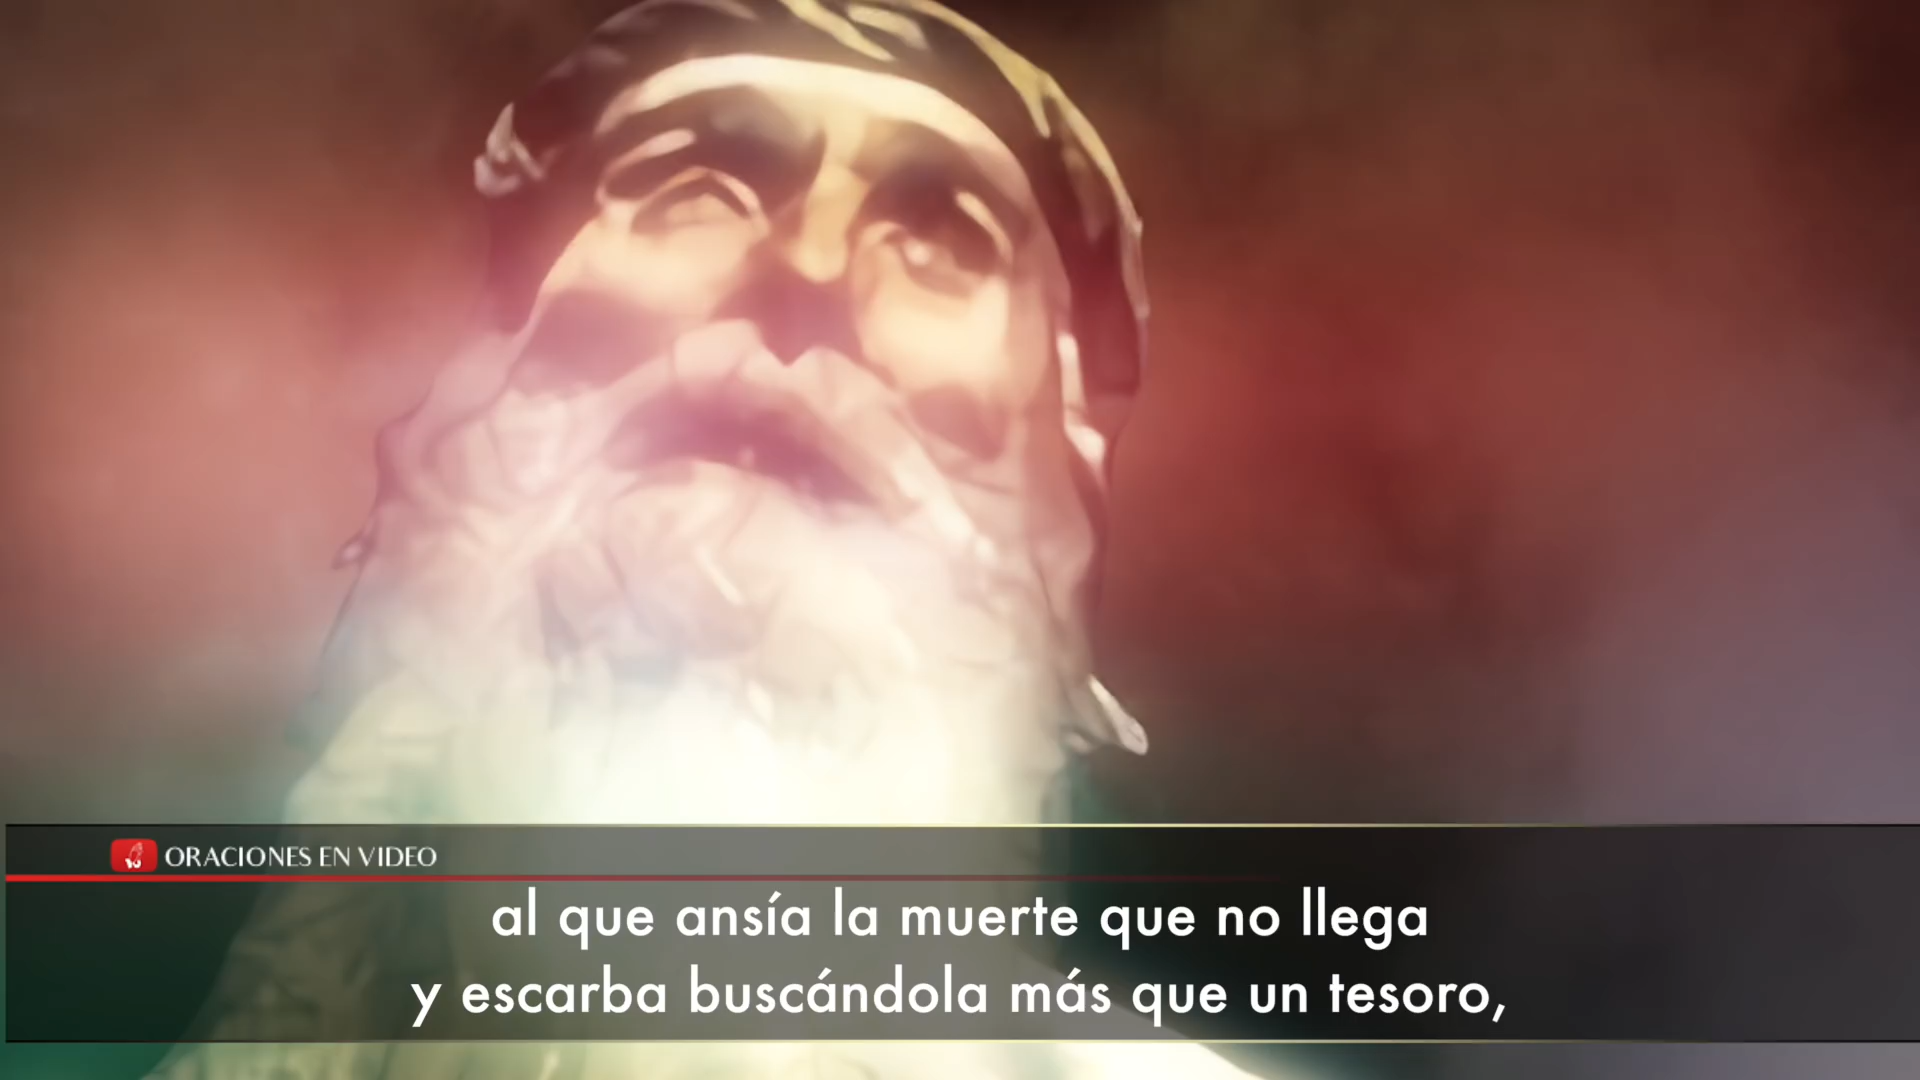 ORACIONES EN VIDEO
al que ansía la muerte que no llega
y escarba buscándola más que un tesoro,